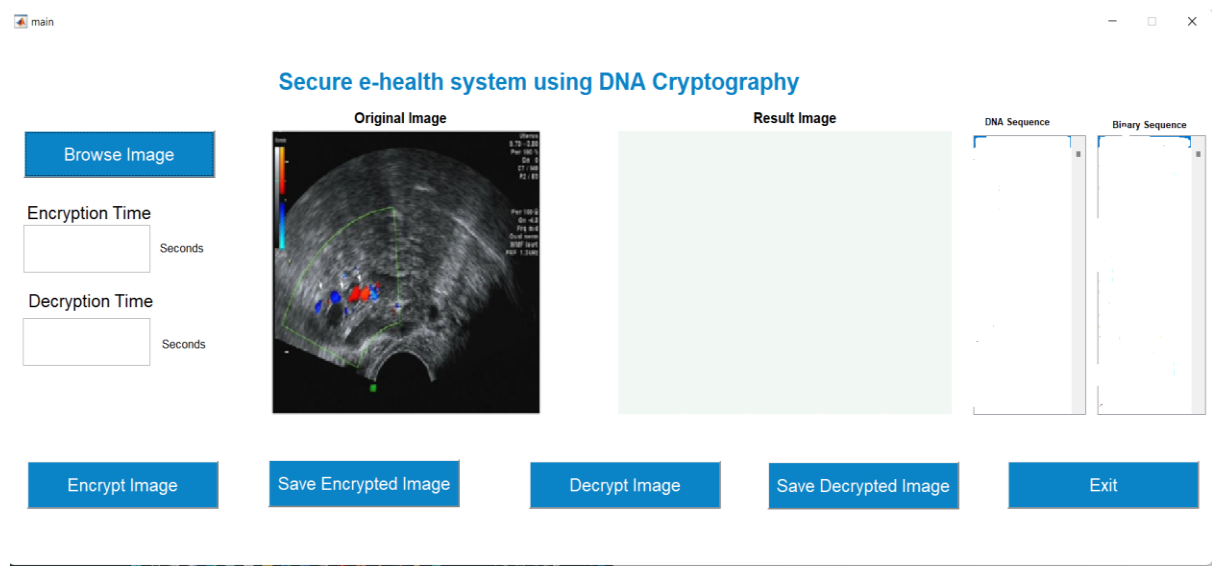 main
Secure e-health system using DNA Cryptography
Browse Image
Original Image
Result Image
DNA Sequence
Binary Sequence
Encryption Time
Seconds
Decryption Time
Seconds
Uterus
Encrypt Image
Save Encrypted Image
Decrypt Image
Save Decrypted Image
Exit